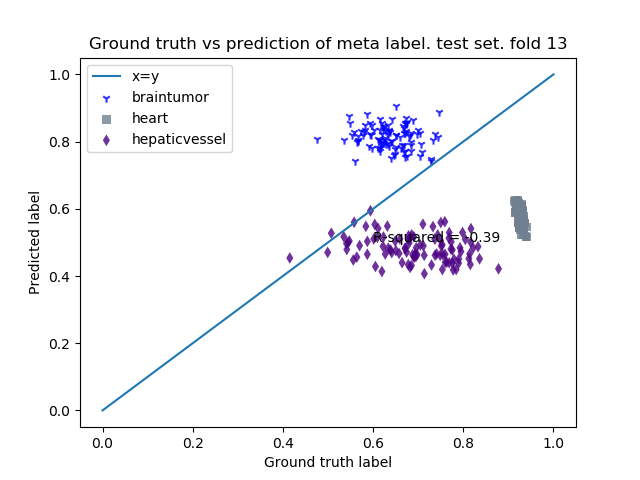 Ground truth vs prediction of meta label. test set. fold 13
x=y
braintumor
heart
hepaticvessel
1.0
0.8
0.6
0.4
0.2
0.0
Predicted label
R-squared = -0.39
0.0 0.2 0.4 0.6 0.8 1.0
Ground truth label